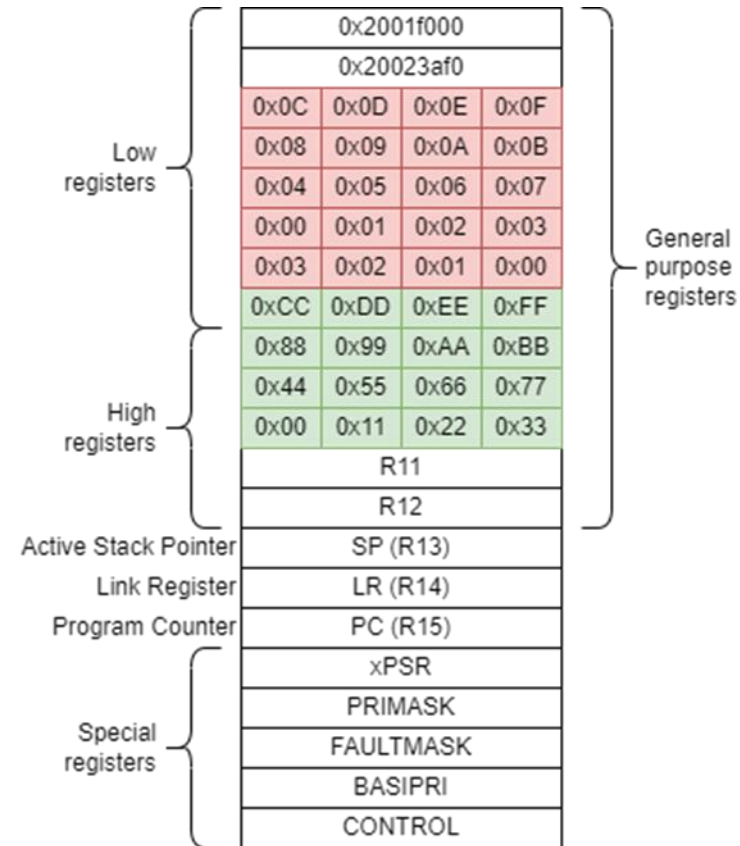 0x2001f000
0x20023af0
0x0C 0x0D 0x0E 0x0F
0x08 0x09 0x0A 0x0B
Low
registers
0x04 0x05 0x06 0x07
0x00 0x01 0x02 0x03
General
purpose
registers
0x03 0x02 0x01 0x00
0xCC 0xDD 0xEE 0xFF
0x88 0x99 0xAA 0xBB
0x44 0x55 0x66 0x77
High
registers
0x00 0x11 0x22 0x33
R11
R12
Active Stack Pointer SP (R13)
Link Register LR (R14)
Program Counter PC (R15)
xPSR
PRIMASK
Special
registers
FAULTMASK
BASIPRI
CONTROL